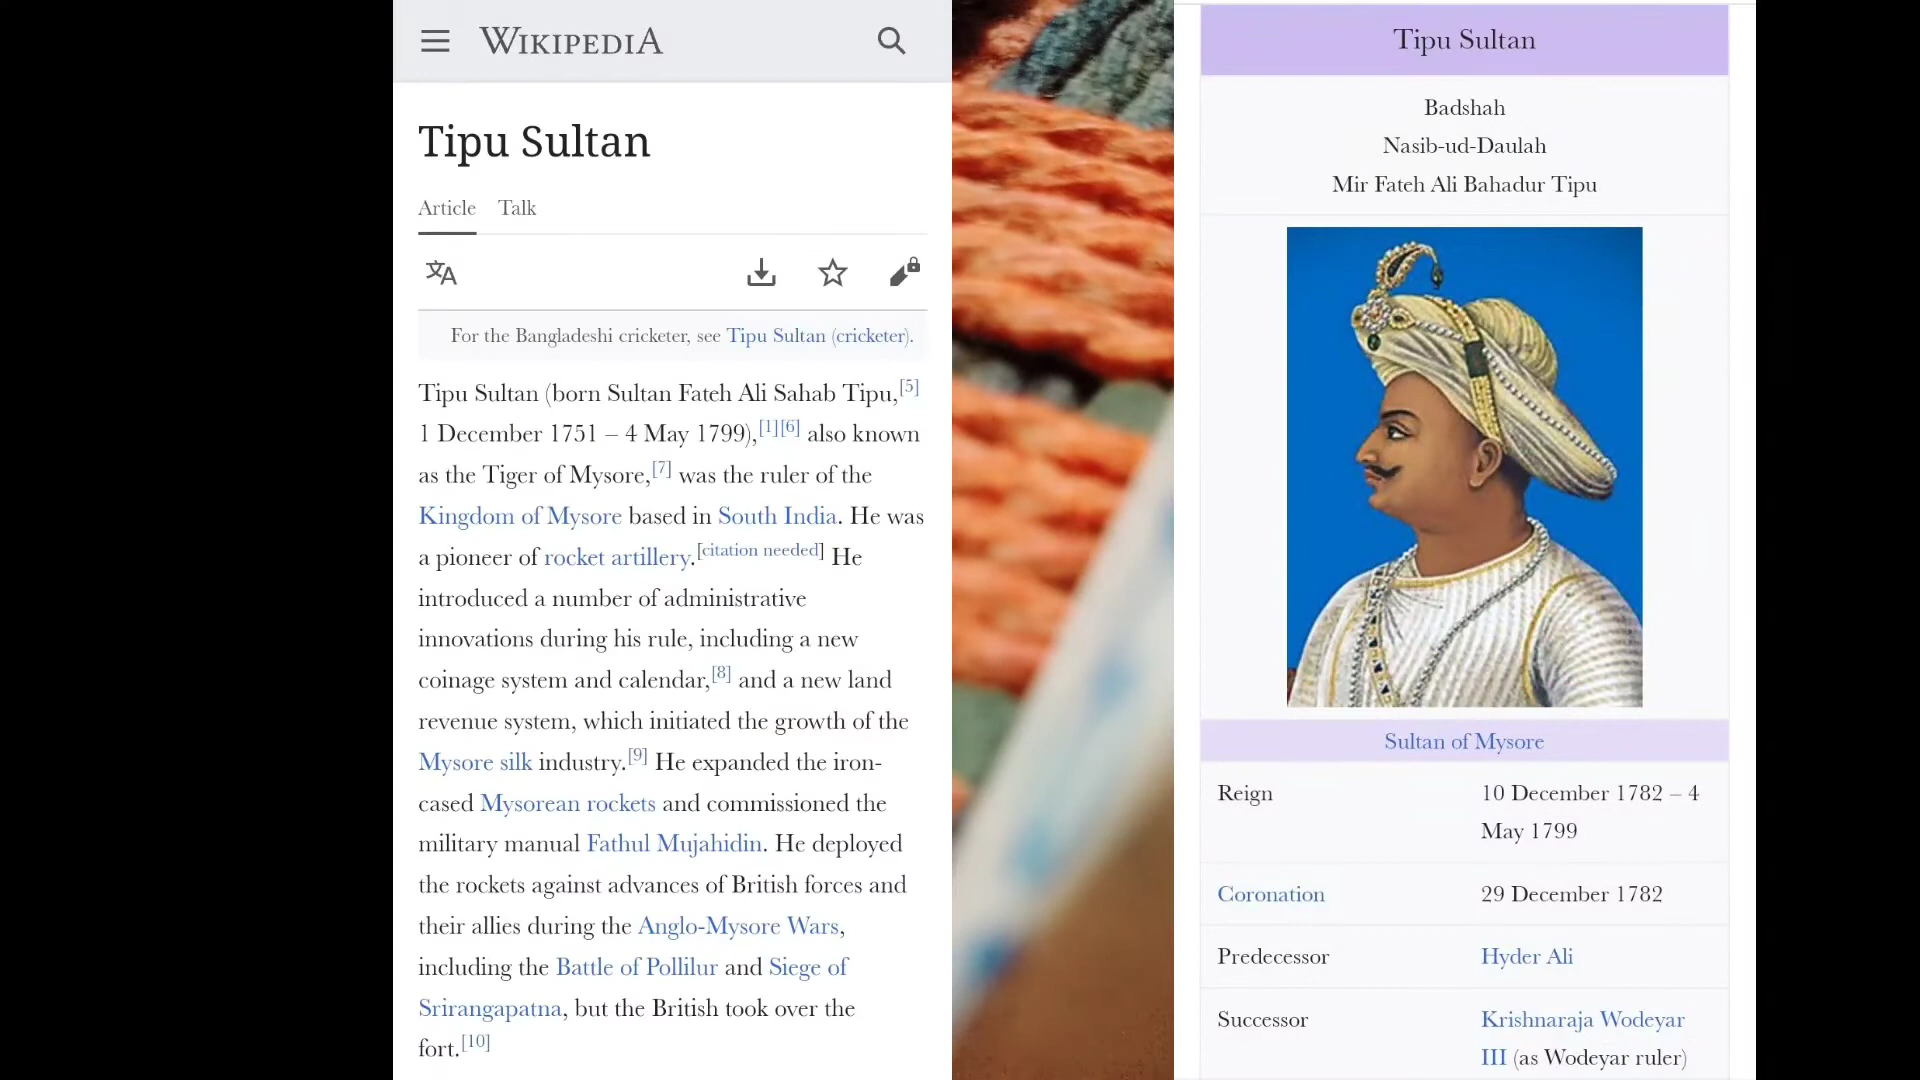 WIKIPEDIA
Tipu Sultan
Article Talk
For the Bangladeshi cricketer, see Tipu Sultan (cricketer).
Tipu Sultan (born Sultan Fateh Ali Sahab Tipu,[5]
1 December 1751 – 4 May 1799),[1][6] also known
as the Tiger of Mysore,[7] was the ruler of the
Kingdom of Mysore based in South India. He was
a pioneer of rocket artillery.[citation needed] He
introduced a number of administrative
innovations during his rule, including a new
coinage system and calendar,[8] and a new land
revenue system, which initiated the growth of the
Mysore silk industry.[9] He expanded the iron-
cased Mysorean rockets and commissioned the
military manual Fathul Mujahidin. He deployed
the rockets against advances of British forces and
their allies during the Anglo-Mysore Wars,
including the Battle of Pollilur and Siege of
Srirangapatna, but the British took over the
fort.[10]
Tipu Sultan
Badshah
Nasib-ud-Daulah
Mir Fateh Ali Bahadur Tipu
Sultan of Mysore
Reign 10 December 1782 – 4
May 1799
Coronation 29 December 1782
Predecessor Hyder Ali
Successor Krishnaraja Wodeyar
III (as Wodeyar ruler)